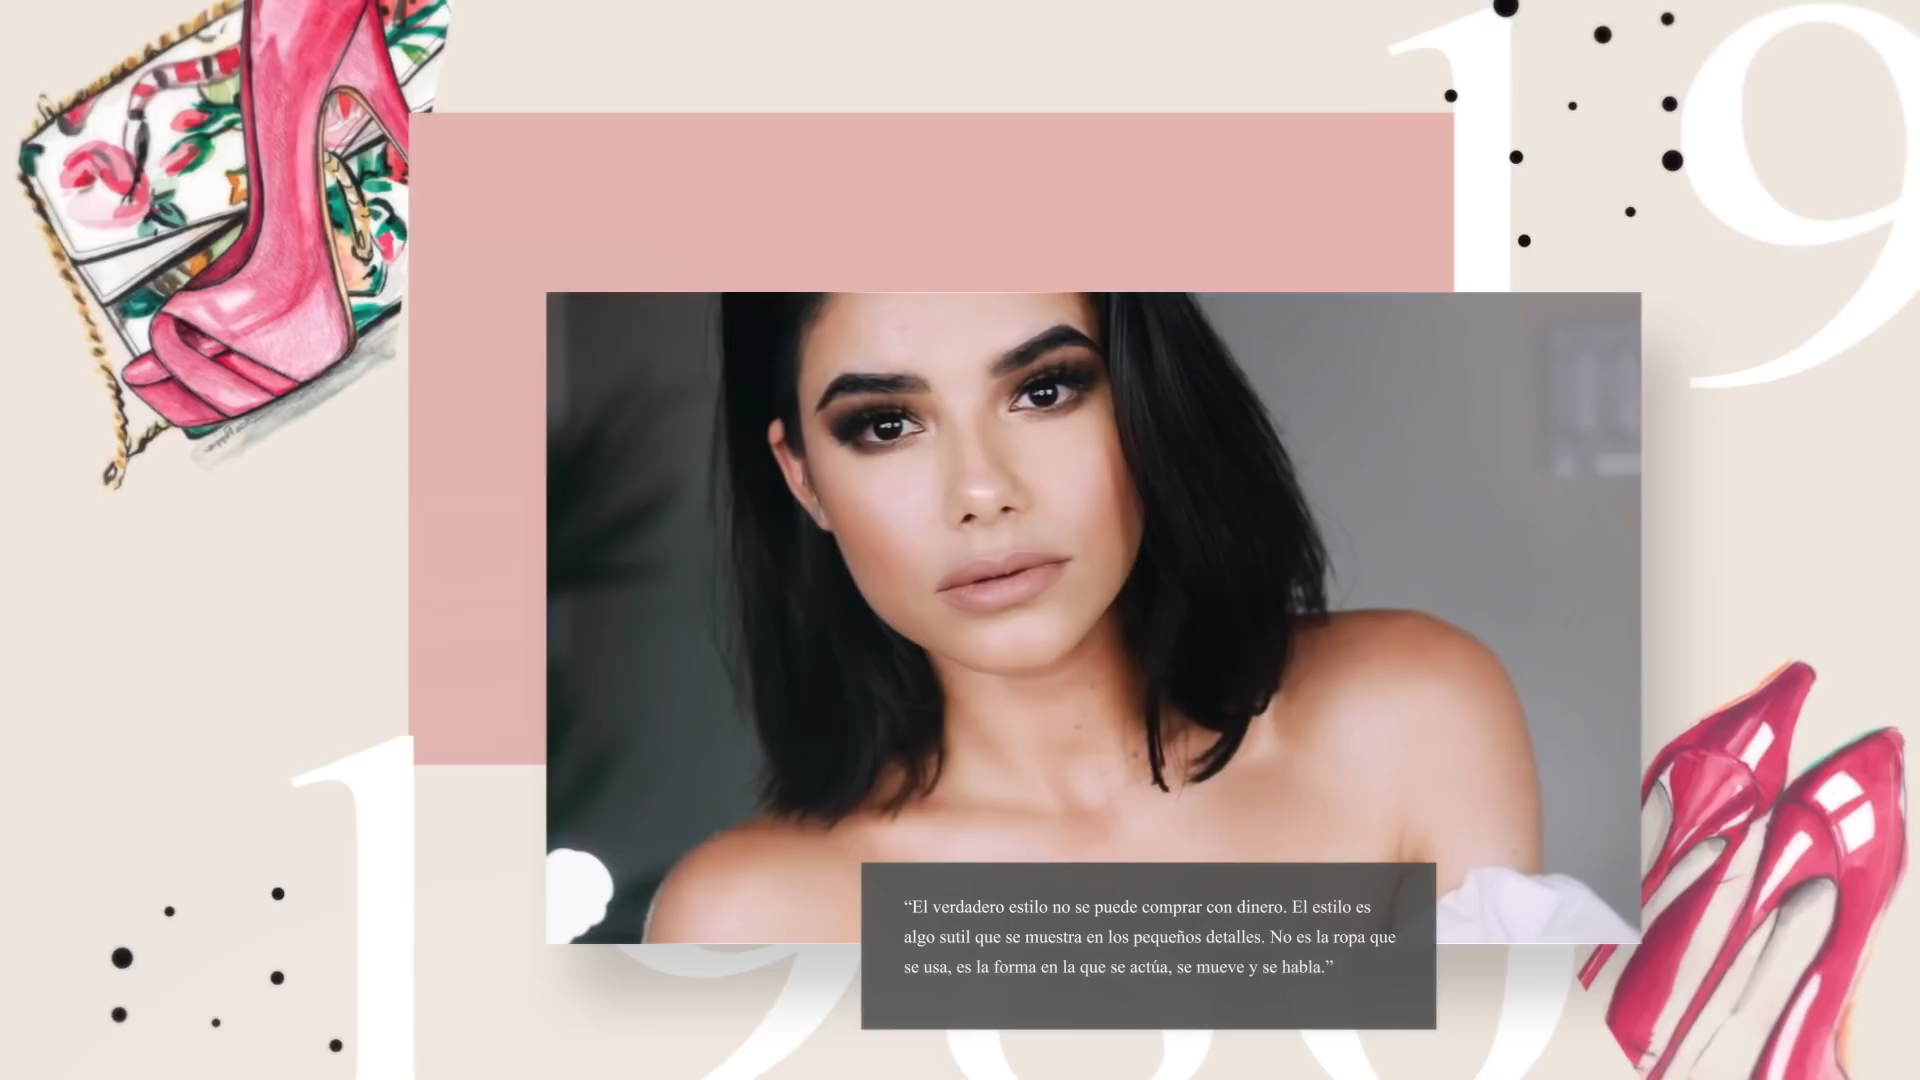 19
“El verdadero estilo no se puede comprar con dinero. El estilo es
algo sutil que se muestra en los pequeños detalles. No es la ropa que
se usa, es la forma en la que se actúa, se mueve y se habla.”